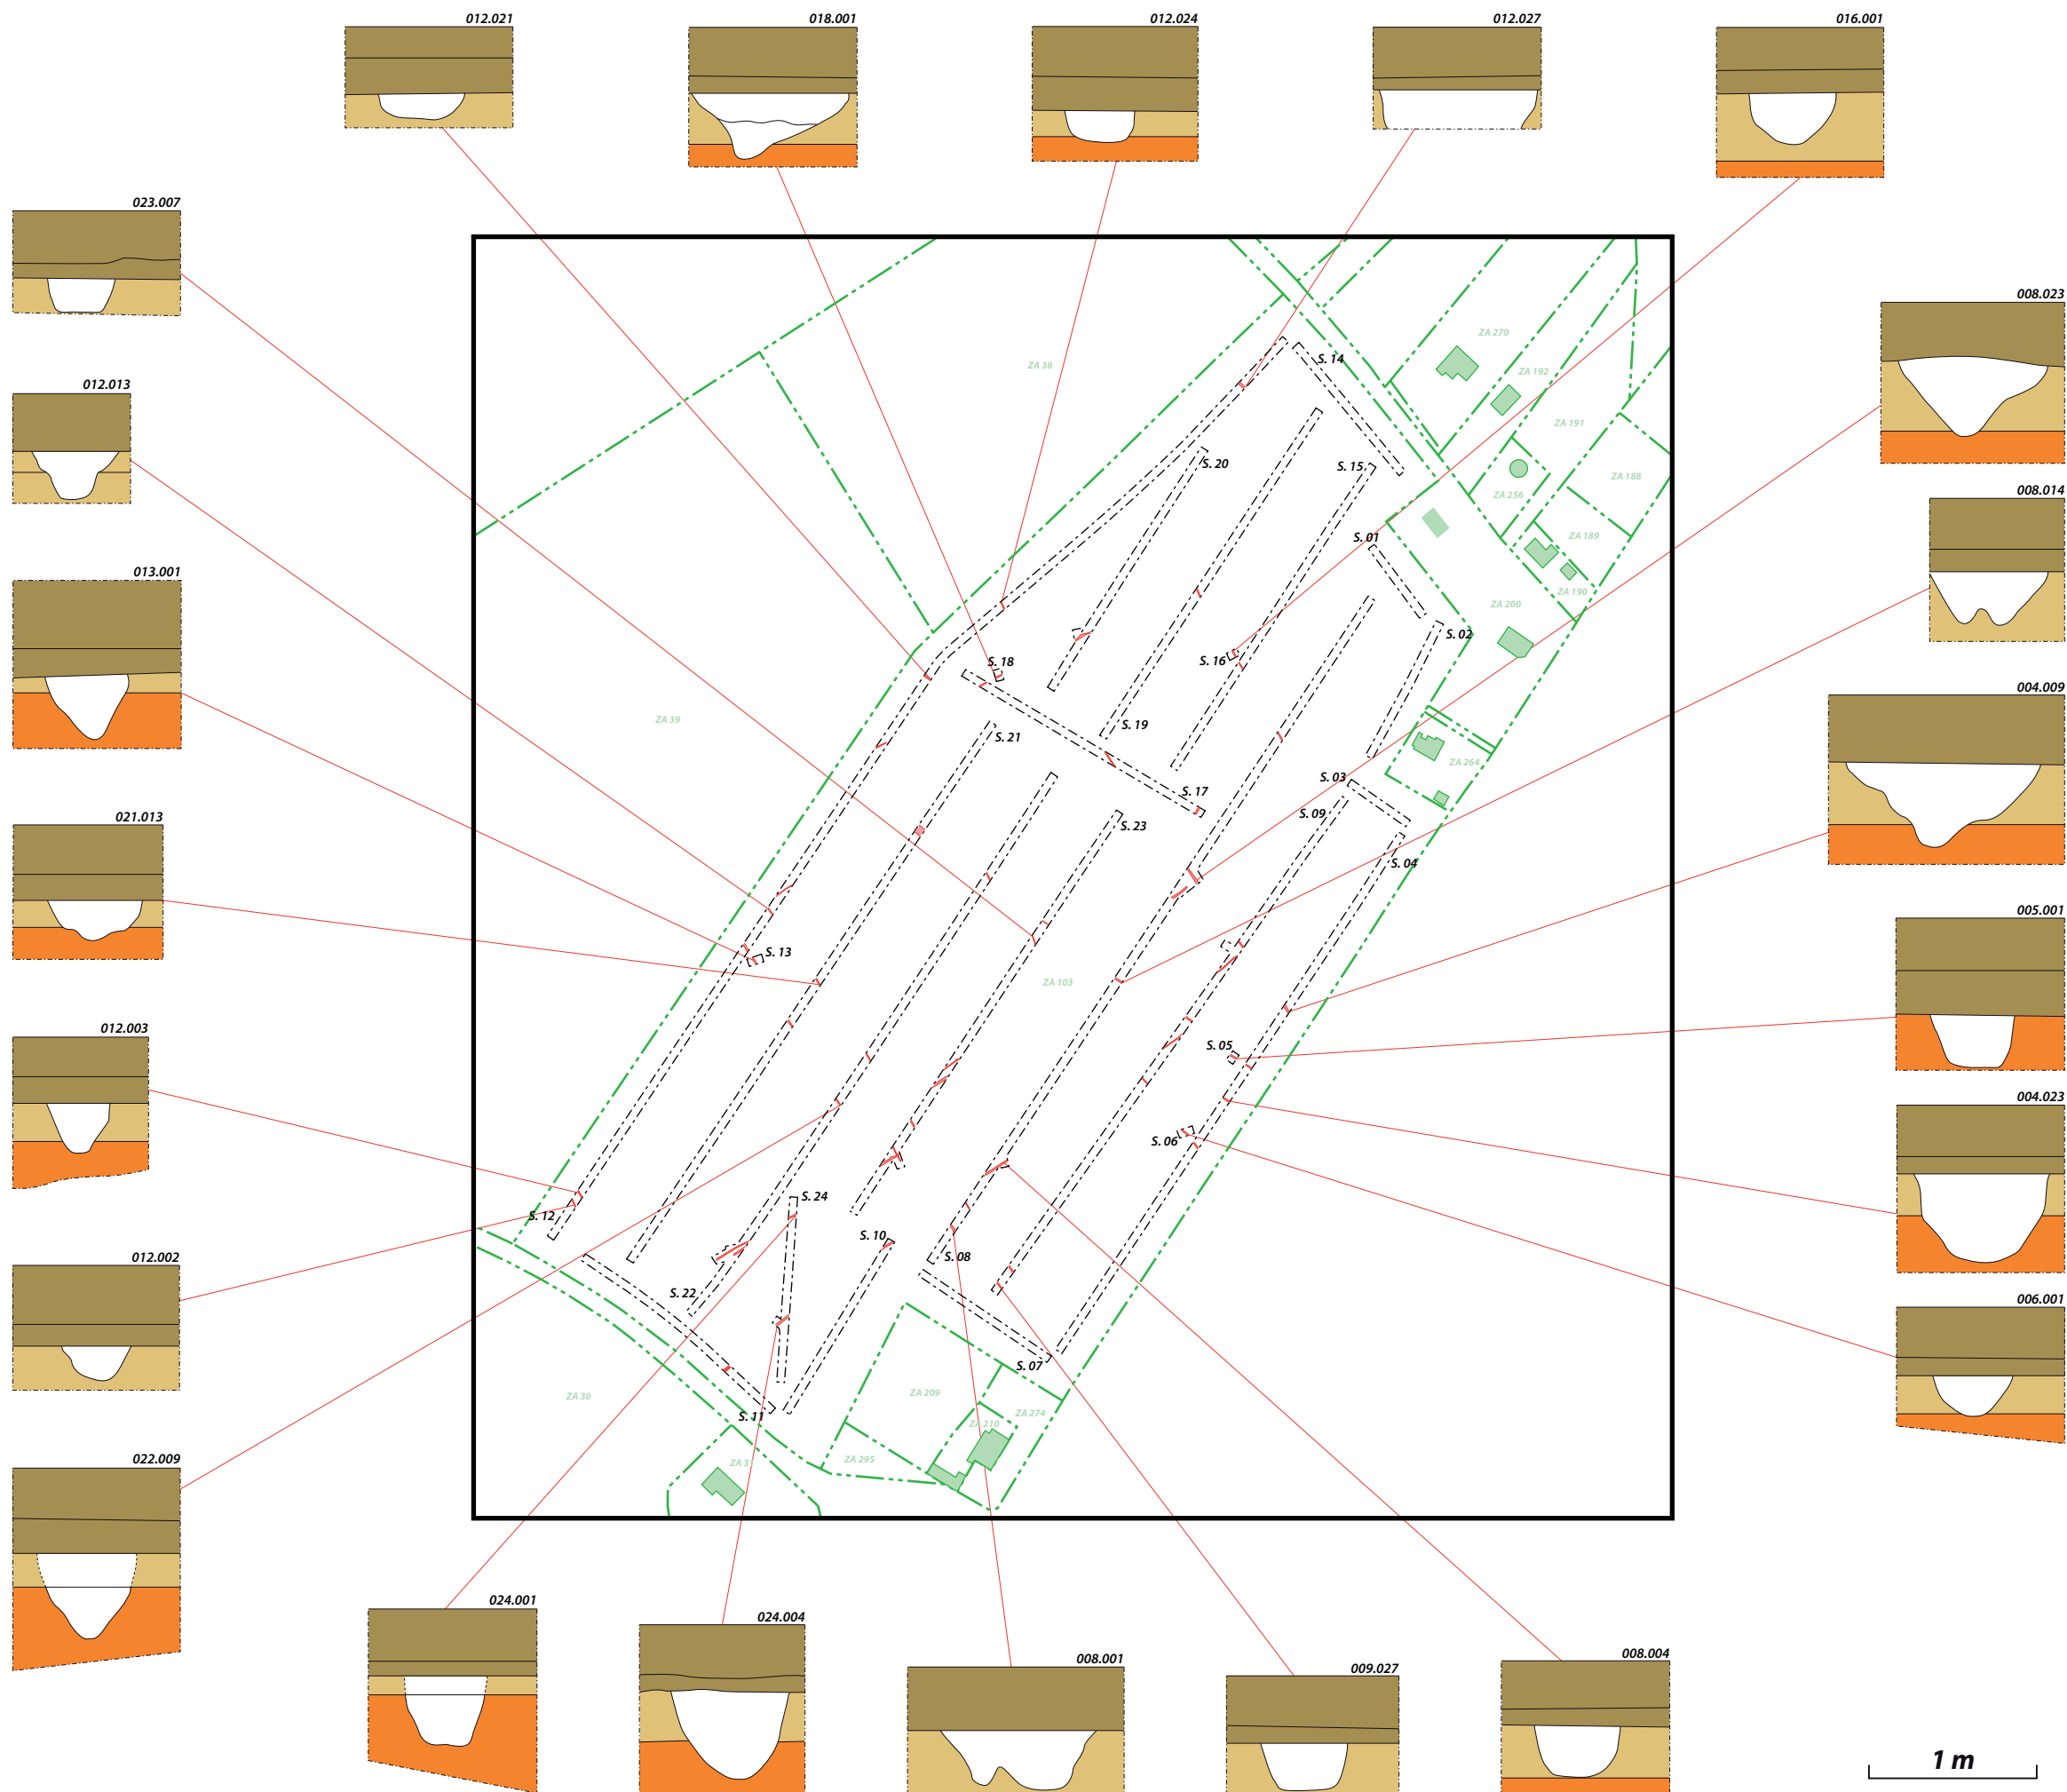 012.021
018.001
012.024
012.027
016.001
023.007
008.023
ZA 270
S. 14
ZA 38
ZA 192
012.013
ZA 191
S. 20
S. 15
ZA 188
ZA 256
008.014
S. 01
ZA 189
013.001
ZA 190
ZA 200
S. 02
S. 18
S. 16
004.009
ZA 39
S. 19
S. 21
ZA 264
S. 03
S. 17
S. 09
021.013
S. 23
S. 04
005.001
S. 13
ZA 103
012.003
S. 05
004.023
S. 06
S. 24
S. 12
S. 10
012.002
S. 08
S. 22
006.001
S. 07
ZA 30
ZA 209
S. 11
ZA 274
ZA 210
022.009
ZA 295
ZA 31
024.001
024.004
008.001
009.027
008.004
1 m